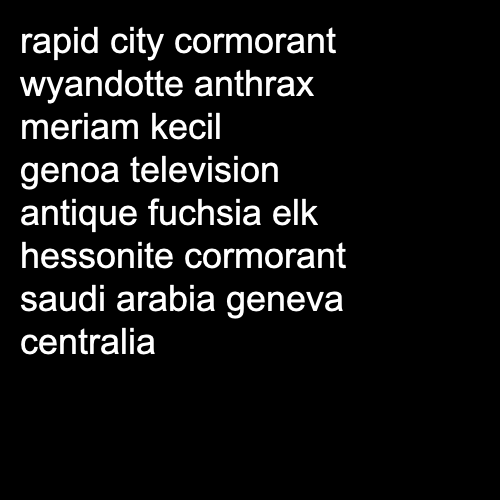 rapid city cormorant
wyandotte anthrax
meriam kecil
genoa television
antique fuchsia elk
hessonite cormorant
saudi arabia geneva
centralia